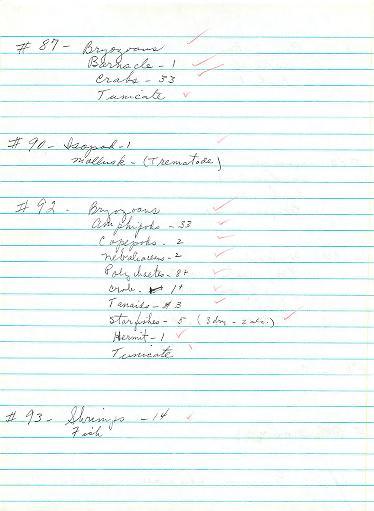 # 87 - Bryozoans
Barnacle - 1
Crabs - 33
Tunicate
# 90 - Isopod - 1
Mollusk - (Trematode)
# 92 - Bryozoans
Amphipods - 33
Copepods - 2
Nebaliaceans - 2
Polychaetes - 8+
Crab - 1+
Tanaids - # 3
Starfishes - 5 (3 dry - 2 alc.)
Hermit - 1
Tunicate
# 93 - Shrimps - 14
Fish